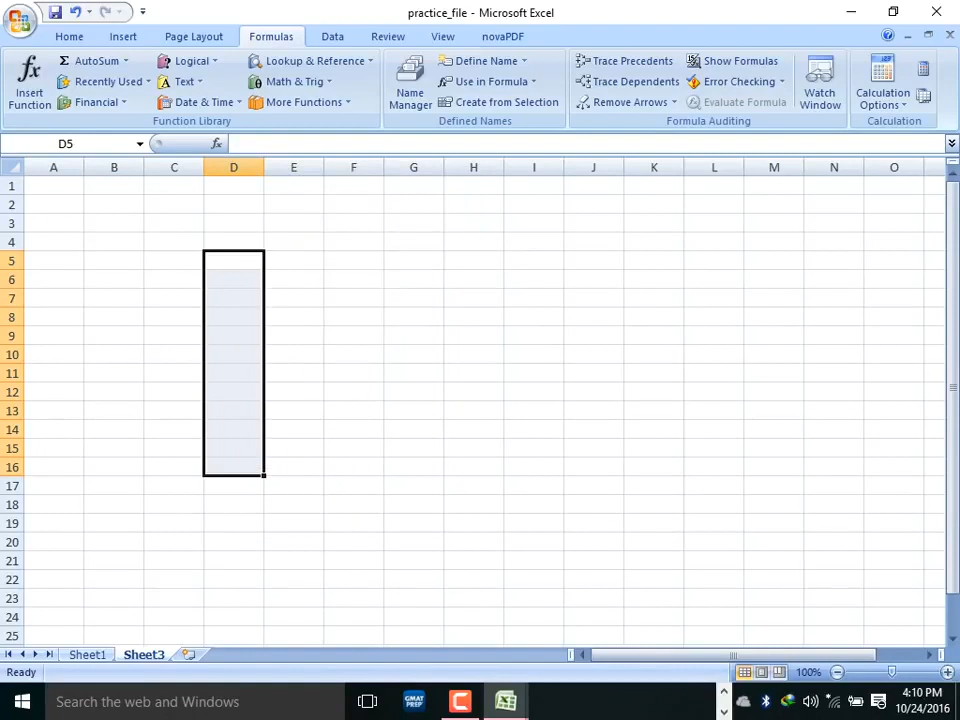 practice_file - Microsoft Excel
Home Insert Page Layout Formulas Data Review View novaPDF
fx Insert Function
Σ AutoSum
Recently Used
Financial
Logical
Text
Date & Time
Lookup & Reference
Math & Trig
More Functions
Function Library
Name Manager
Define Name
Use in Formula
Create from Selection
Defined Names
Trace Precedents
Trace Dependents
Remove Arrows
Show Formulas
Error Checking
Evaluate Formula
Formula Auditing
Watch Window
Calculation Options
Calculation
D5 fx
A B C D E F G H I J K L M N O
1
2
3
4
5
6
7
8
9
10
11
12
13
14
15
16
17
18
19
20
21
22
23
24
25
Sheet1 Sheet3
Ready 100%
Search the web and Windows
GMAT PREP
4:10 PM
10/24/2016